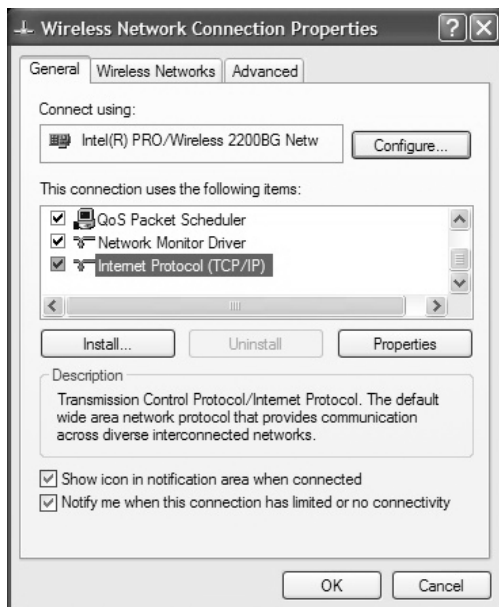 Wireless Network Connection Properties
General Wireless Networks Advanced
Connect using:
Intel(R) PRO/Wireless 2200BG Netw Configure...
This connection uses the following items:
QoS Packet Scheduler
Network Monitor Driver
Internet Protocol (TCP/IP)
Install... Uninstall Properties
Description
Transmission Control Protocol/Internet Protocol. The default
wide area network protocol that provides communication
across diverse interconnected networks.
Show icon in notification area when connected
Notify me when this connection has limited or no connectivity
OK Cancel